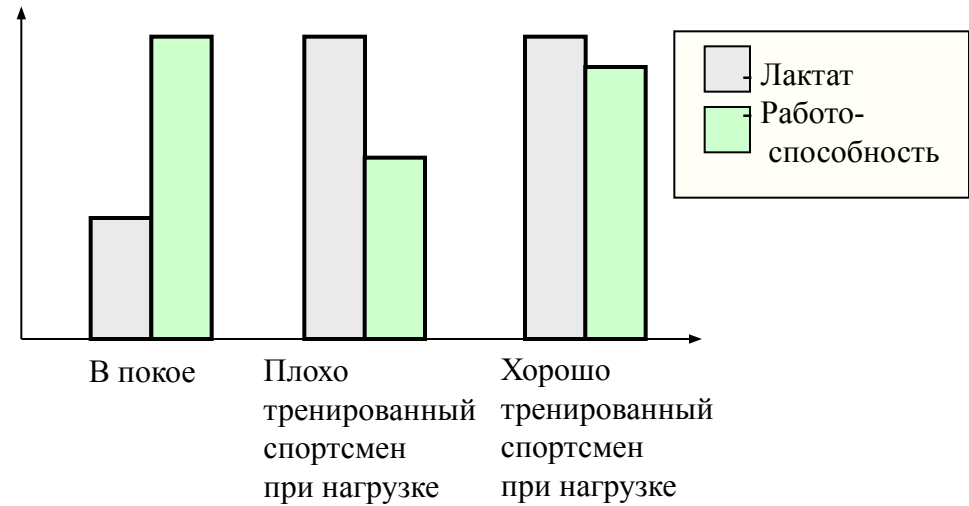 - Лактат
- Работо-
способность
В покое
Плохо
тренированный
спортсмен
при нагрузке
Хорошо
тренированный
спортсмен
при нагрузке